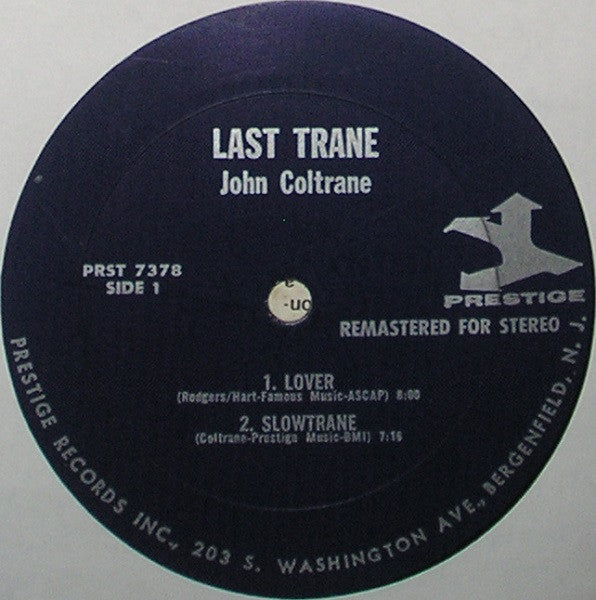 LAST TRANE
John Coltrane
PRST 7378
SIDE 1
PRESTIGE
REMASTERED FOR STEREO
-uo
1. LOVER
(Rodgers/Hart-Famous Music-ASCAP) 8:00
2. SLOWTRANE
(Coltrane-Prestige Music-BMI) 7:16
PRESTIGE RECORDS INC., 203 S. WASHINGTON AVE., BERGENFIELD, N. J.